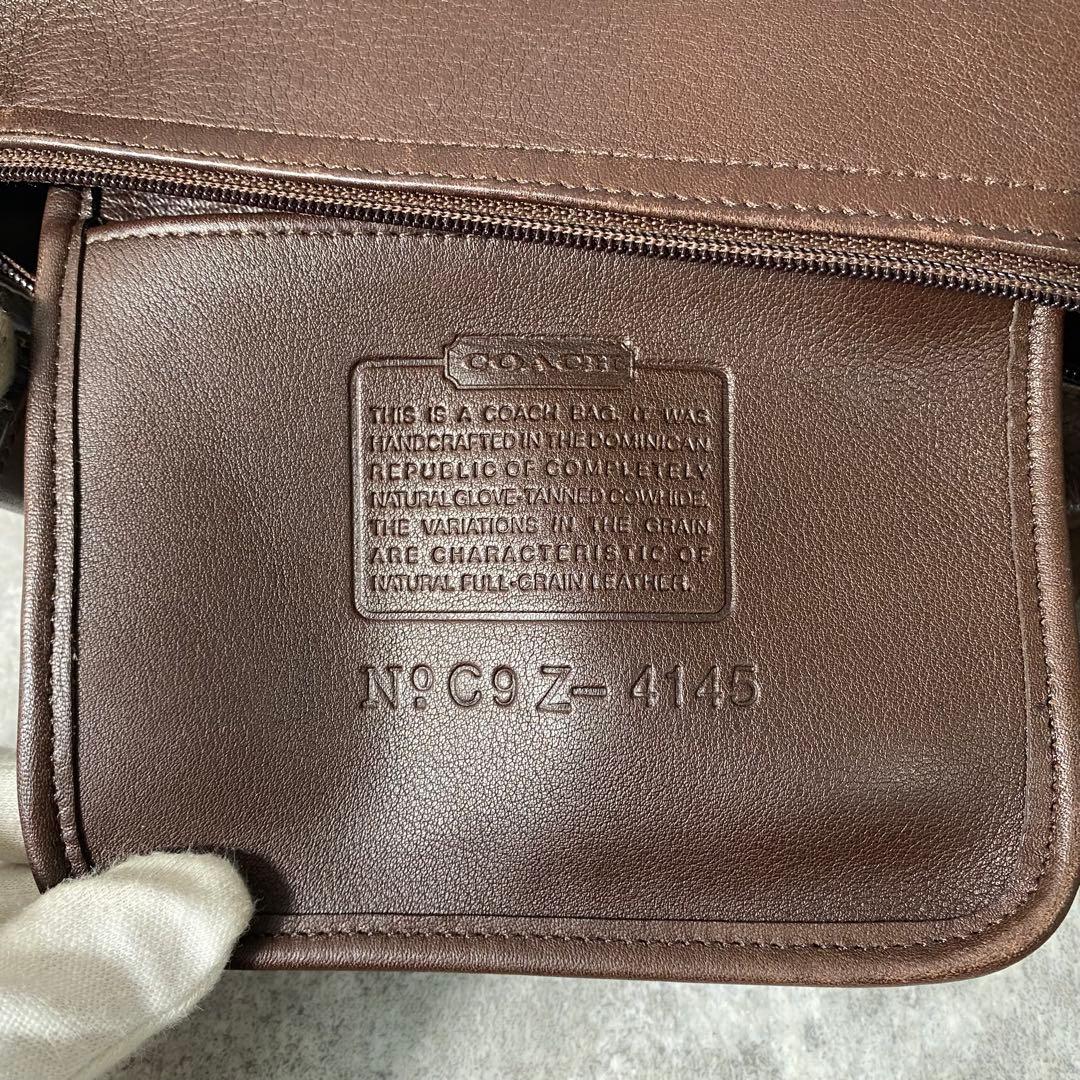 COACH
THIS IS A COACH BAG. IT WAS
HANDCRAFTED IN THE DOMINICAN
REPUBLIC OF COMPLETELY
NATURAL GLOVE-TANNED COWHIDE.
THE VARIATIONS IN THE GRAIN
ARE CHARACTERISTIC OF
NATURAL FULL-GRAIN LEATHER.
Nº C9Z-4145